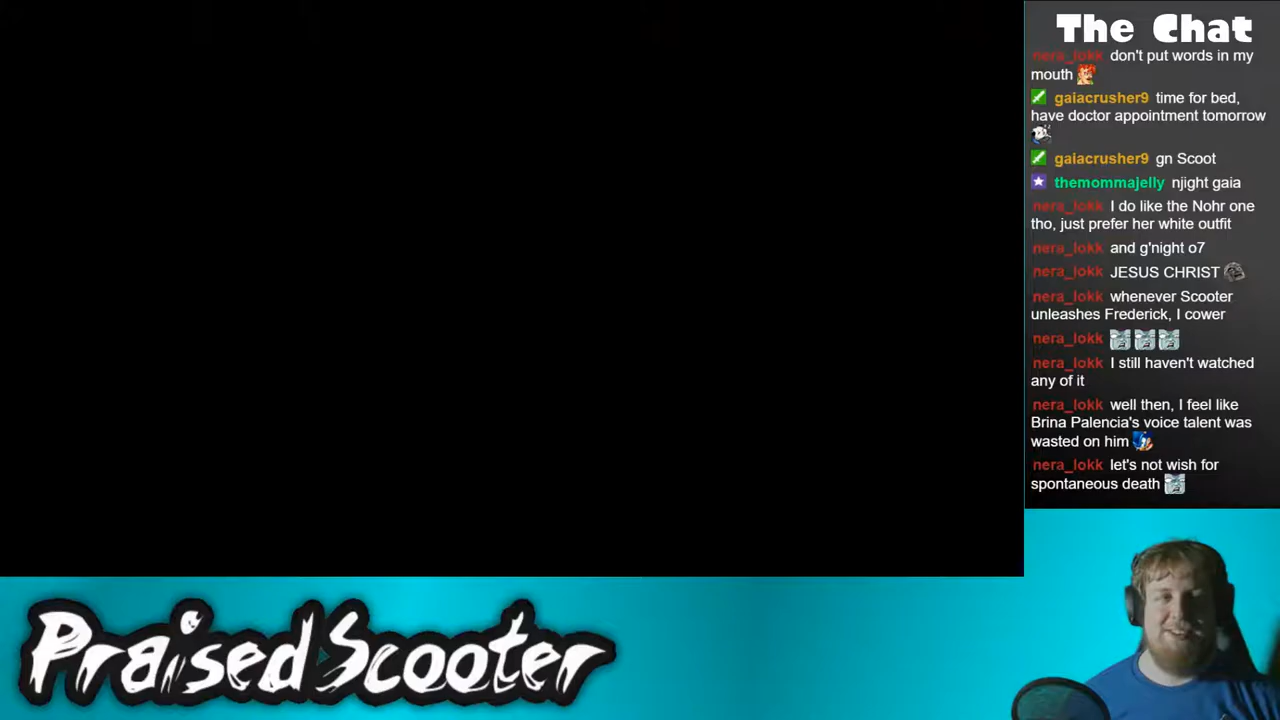 The Chat
nera_lokk don't put words in my
mouth
gaiacrusher9 time for bed,
have doctor appointment tomorrow
gaiacrusher9 gn Scoot
themommajelly njight gaia
nera_lokk I do like the Nohr one
tho, just prefer her white outfit
nera_lokk and g'night o7
nera_lokk JESUS CHRIST
nera_lokk whenever Scooter
unleashes Frederick, I cower
nera_lokk
nera_lokk I still haven't watched
any of it
nera_lokk well then, I feel like
Brina Palencia's voice talent was
wasted on him
nera_lokk let's not wish for
spontaneous death
PraisedScooter